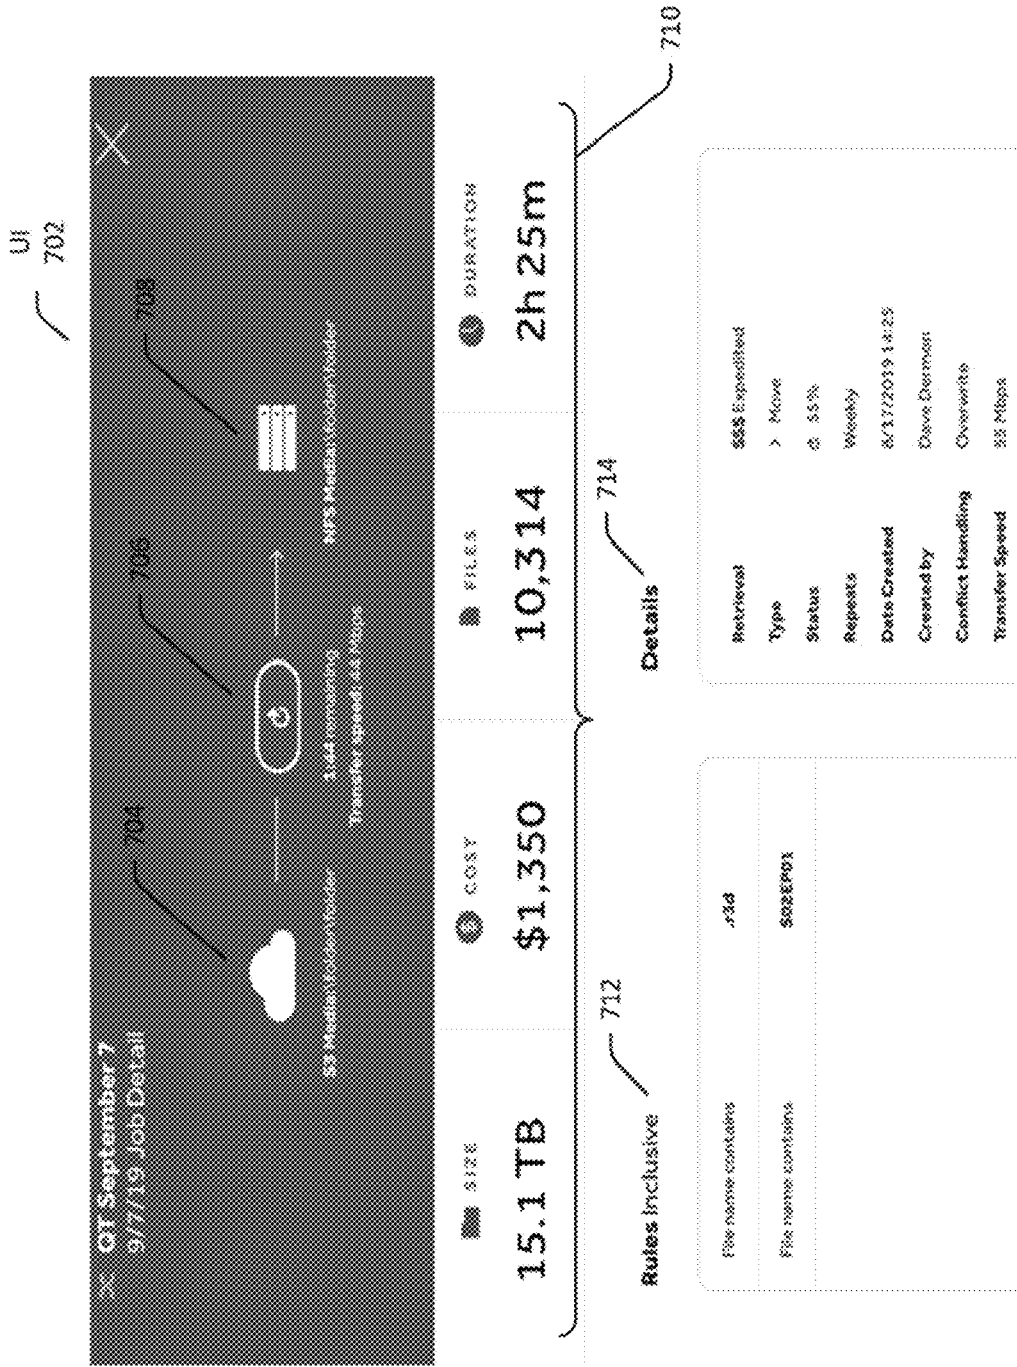 UI
702
QT September 7
9/7/19 Job Detail
704
706
708
S3 Media\folder\folder
1:44 remaining
Transfer speed: 44 Mbps
NFS Media\folder\folder
SIZE
15.1 TB
COST
$1,350
FILES
10,314
DURATION
2h 25m
710
712
Rules Inclusive
File name contains .r3d
File name contains S02EP01
714
Details
Retrieval $$$ Expedited
Type > Move
Status 55%
Repeats Weekly
Date Created 8/17/2019 14:25
Created by Dave Dermon
Conflict Handling Overwrite
Transfer Speed Mbps